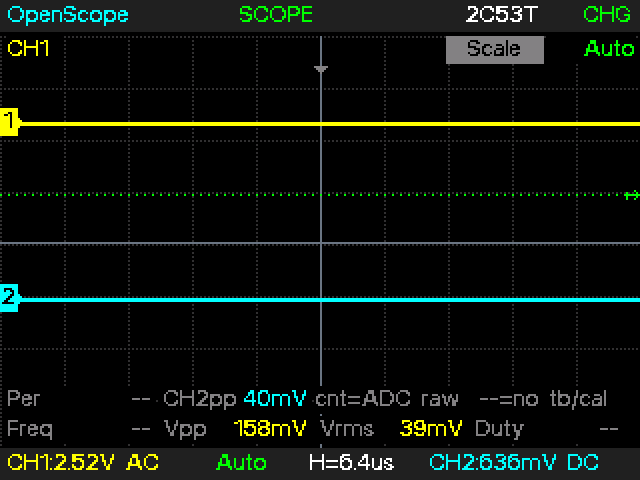 OpenScope SCOPE 2C53T CHG
CH1 Scale Auto
1
2
Per -- CH2pp 40mV cnt=ADC raw --=no tb/cal
Freq -- Vpp 158mV Vrms 39mV Duty --
CH1:2.52V AC Auto H=6.4us CH2:636mV DC